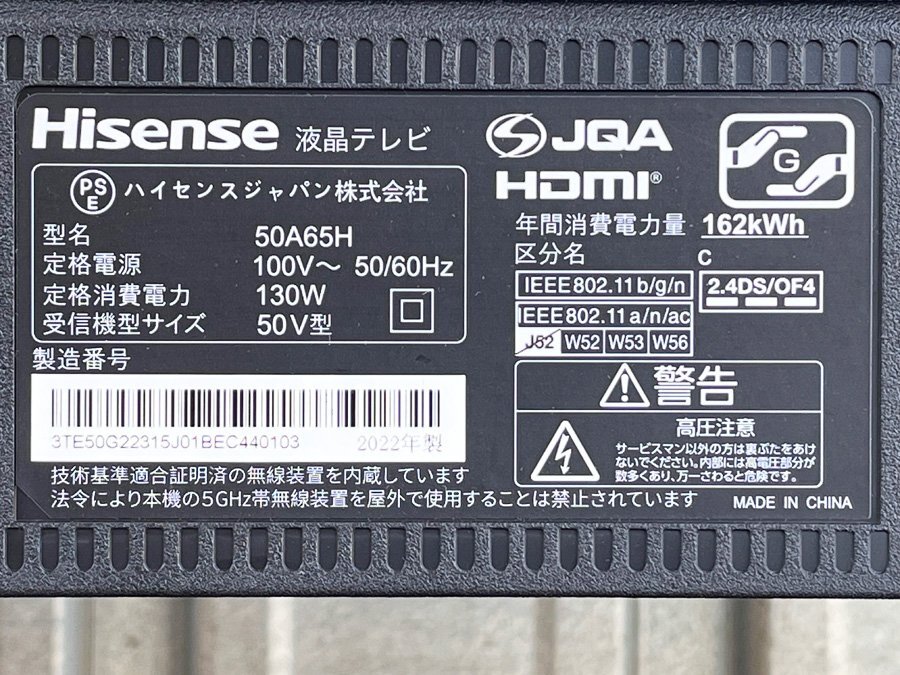 Hisense 液晶テレビ
PSE ハイセンスジャパン株式会社
型名 50A65H
定格電源 100V～ 50/60Hz
定格消費電力 130W
受信機型サイズ 50V型
製造番号
3TE50G22315J01BEC440103 2022年製
技術基準適合証明済の無線装置を内蔵しています
法令により本機の5GHz帯無線装置を屋外で使用することは禁止されています
JQA
HDMI®
G
年間消費電力量 162kWh
区分名 C
IEEE802.11b/g/n
2.4DS/OF4
IEEE802.11a/n/ac
J52 W52 W53 W56
警告
高圧注意
サービスマン以外の方は裏ぶたをあけ
ないでください。内部には高電圧部分が
数多くあり、万一さわると危険です。
MADE IN CHINA